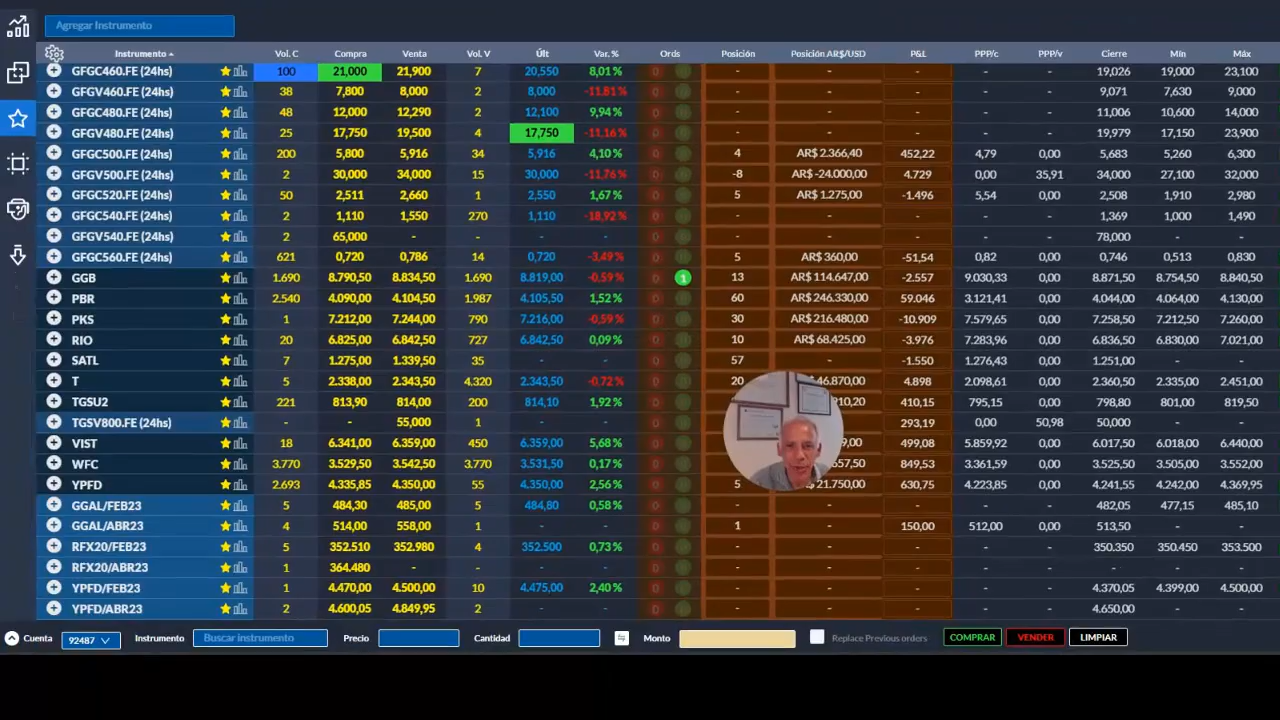 Agregar Instrumento
Instrumento Vol. C Compra Venta Vol. V Últ Var. % Ords Posición Posición AR$/USD P&L PPP/c PPP/v Cierre Mín Máx
GFGC460.FE (24hs) 100 21,000 21,900 7 20,550 8,01 % 0 - - - - - 19,026 19,000 23,100
GFGV460.FE (24hs) 38 7,800 8,000 2 8,000 -11,81 % 0 - - - - - 9,071 7,630 9,000
GFGC480.FE (24hs) 48 12,000 12,290 2 12,100 9,94 % 0 - - - - - 11,006 10,600 14,000
GFGV480.FE (24hs) 25 17,750 19,500 4 17,750 -11,16 % 0 - - - - - 19,979 17,150 23,900
GFGC500.FE (24hs) 200 5,800 5,916 34 5,916 4,10 % 0 4 AR$ 2.366,40 452,22 4,79 0,00 5,683 5,260 6,300
GFGV500.FE (24hs) 2 30,000 34,000 15 30,000 -11,76 % 0 -8 AR$ -24.000,00 4.729 0,00 35,91 34,000 27,100 32,000
GFGC520.FE (24hs) 50 2,511 2,660 1 2,550 1,67 % 0 5 AR$ 1.275,00 -1.496 5,54 0,00 2,508 1,910 2,980
GFGC540.FE (24hs) 2 1,110 1,550 270 1,110 -18,92 % 0 - - - - - 1,369 1,000 1,490
GFGV540.FE (24hs) 2 65,000 - - - - 0 - - - - - 78,000 - -
GFGC560.FE (24hs) 621 0,720 0,786 14 0,720 -3,49 % 0 5 AR$ 360,00 -51,54 0,82 0,00 0,746 0,513 0,830
GGB 1.690 8.790,50 8.834,50 1.690 8.819,00 -0,59 % 0 1 13 AR$ 114.647,00 -2.557 9.030,33 0,00 8.871,50 8.754,50 8.840,50
PBR 2.540 4.090,00 4.104,50 1.987 4.105,50 1,52 % 0 60 AR$ 246.330,00 59.046 3.121,41 0,00 4.044,00 4.064,00 4.130,00
PKS 1 7.212,00 7.244,00 790 7.216,00 -0,59 % 0 30 AR$ 216.480,00 -10.909 7.579,65 0,00 7.258,50 7.212,50 7.260,00
RIO 20 6.825,00 6.842,50 727 6.842,50 0,09 % 0 10 AR$ 68.425,00 -3.976 7.283,96 0,00 6.836,50 6.830,00 7.021,00
SATL 7 1.275,00 1.339,50 35 - - 0 57 -1.550 1.276,43 0,00 1.251,00 - -
T 5 2.338,00 2.343,50 4.320 2.343,50 -0,72 % 0 20 46.870,00 4.898 2.098,61 0,00 2.360,50 2.335,00 2.451,00
TGSU2 221 813,90 814,00 200 814,10 1,92 % 0 410,15 795,15 0,00 798,80 801,00 819,50
TGSV800.FE (24hs) - - 55,000 1 - - 0 293,19 0,00 50,98 50,000 - -
VIST 18 6.341,00 6.359,00 450 6.359,00 5,68 % 0 499,08 5.859,92 0,00 6.017,50 6.018,00 6.440,00
WFC 3.770 3.529,50 3.542,50 3.770 3.531,50 0,17 % 0 849,53 3.361,59 0,00 3.525,50 3.505,00 3.552,00
YPFD 2.693 4.335,85 4.350,00 55 4.350,00 2,56 % 0 5 21.750,00 630,75 4.223,85 0,00 4.241,55 4.242,00 4.369,95
GGAL/FEB23 5 484,30 485,00 5 484,80 0,58 % 0 - - - - - 482,05 477,15 485,10
GGAL/ABR23 4 514,00 558,00 1 - - 0 1 150,00 512,00 0,00 513,50 - -
RFX20/FEB23 5 352.510 352.980 4 352.500 0,73 % 0 - - - - - 350.350 350.450 353.500
RFX20/ABR23 1 364.480 - - - - 0 - - - - - - - -
YPFD/FEB23 1 4.470,00 4.500,00 10 4.475,00 2,40 % 0 - - - - - 4.370,05 4.399,00 4.500,00
YPFD/ABR23 2 4.600,05 4.849,95 2 - - 0 - - - - - 4.650,00 - -
Cuenta 92487 Instrumento Buscar instrumento Precio Cantidad Monto Replace Previous orders COMPRAR VENDER LIMPIAR